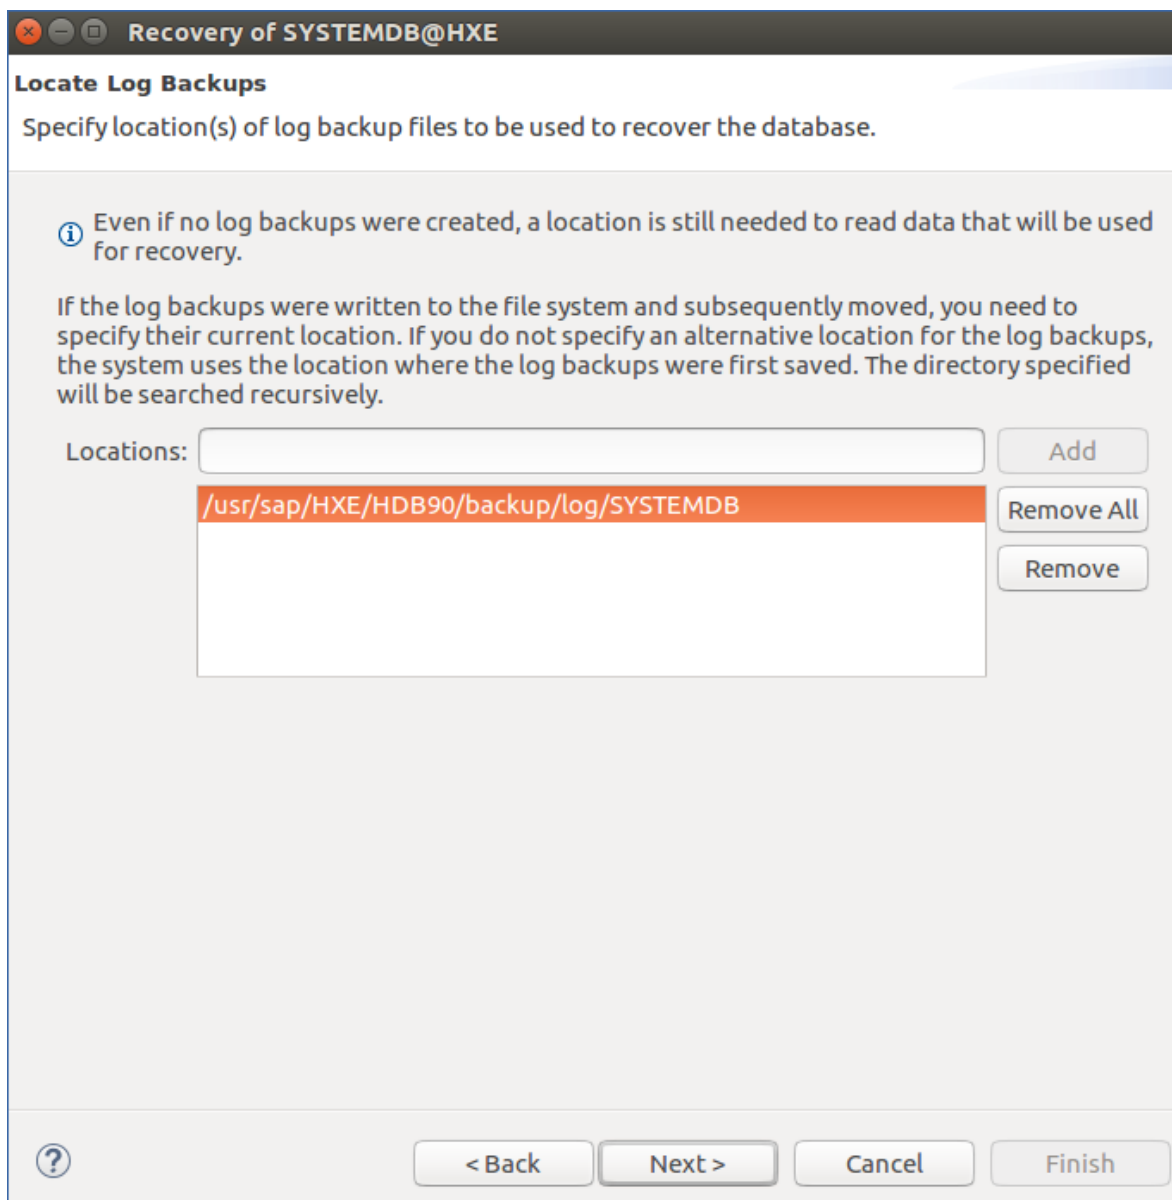 Recovery of SYSTEMDB@HXE
Locate Log Backups
Specify location(s) of log backup files to be used to recover the database.
Even if no log backups were created, a location is still needed to read data that will be used
for recovery.
If the log backups were written to the file system and subsequently moved, you need to
specify their current location. If you do not specify an alternative location for the log backups,
the system uses the location where the log backups were first saved. The directory specified
will be searched recursively.
Locations:
Add
/usr/sap/HXE/HDB90/backup/log/SYSTEMDB
Remove All
Remove
< Back
Next >
Cancel
Finish